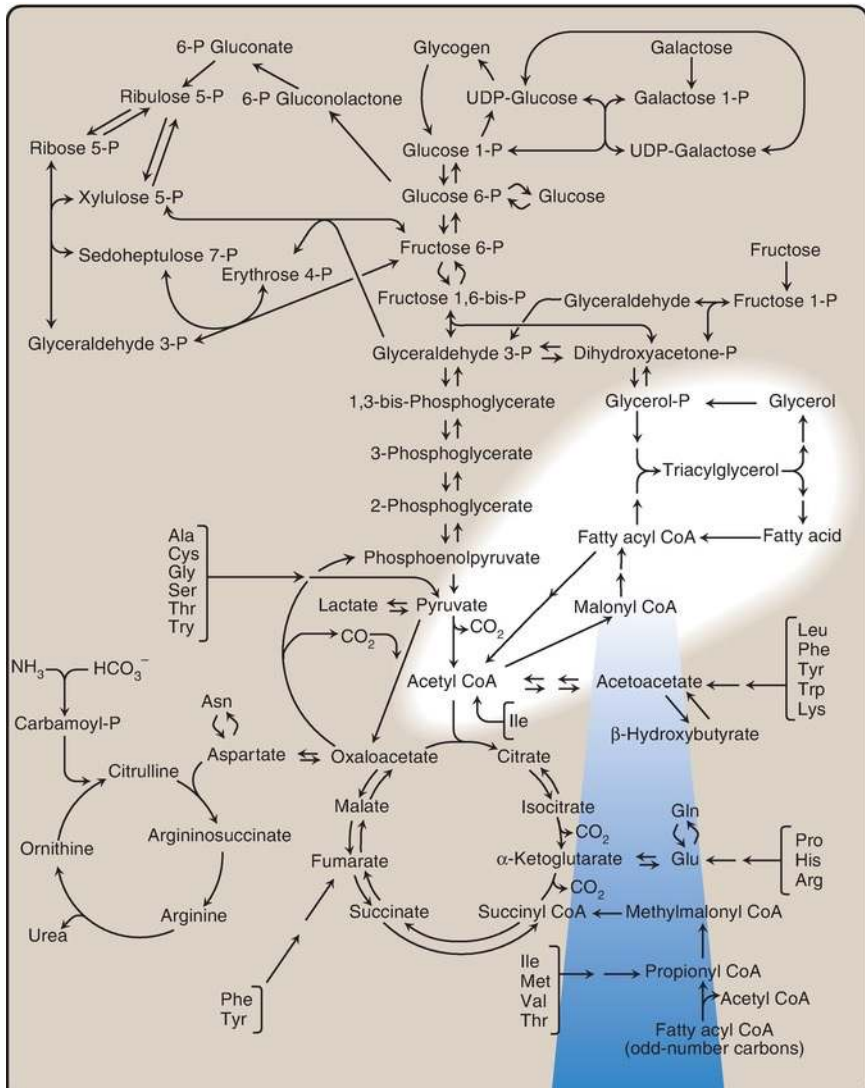 6-P Gluconate
Glycogen
Galactose
Ribulose 5-P
6-P Gluconolactone
UDP-Glucose
Galactose 1-P
Ribose 5-P
Glucose 1-P
UDP-Galactose
Xylulose 5-P
Glucose 6-P
Glucose
Sedoheptulose 7-P
Fructose 6-P
Fructose
Erythrose 4-P
Fructose 1,6-bis-P
Glyceraldehyde
Fructose 1-P
Glyceraldehyde 3-P
Glyceraldehyde 3-P
Dihydroxyacetone-P
1,3-bis-Phosphoglycerate
Glycerol-P
Glycerol
3-Phosphoglycerate
Triacylglycerol
2-Phosphoglycerate
Ala
Cys
Gly
Ser
Thr
Try
Fatty acyl CoA
Fatty acid
Phosphoenolpyruvate
Lactate
Pyruvate
Malonyl CoA
CO2
CO2
Leu
Phe
Tyr
Trp
Lys
NH3
HCO3−
Acetyl CoA
Acetoacetate
Asn
Ile
Carbamoyl-P
β-Hydroxybutyrate
Aspartate
Oxaloacetate
Citrate
Citrulline
Malate
Isocitrate
Gln
Argininosuccinate
CO2
Ornithine
Fumarate
α-Ketoglutarate
Glu
Pro
His
Arg
CO2
Arginine
Succinate
Succinyl CoA
Methylmalonyl CoA
Urea
Ile
Met
Val
Thr
Propionyl CoA
Phe
Tyr
Acetyl CoA
Fatty acyl CoA
(odd-number carbons)